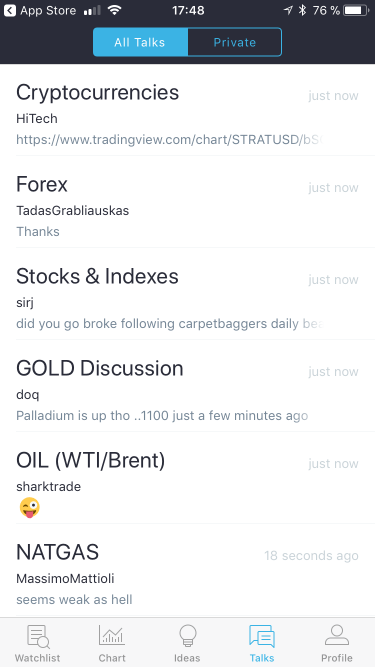 App Store 17:48 76 %
All Talks Private
Cryptocurrencies just now
HiTech
https://www.tradingview.com/chart/STRATUSD/bS
Forex just now
TadasGrabliauskas
Thanks
Stocks & Indexes just now
sirj
did you go broke following carpetbaggers daily bea
GOLD Discussion just now
doq
Palladium is up tho ..1100 just a few minutes ago
OIL (WTI/Brent) just now
sharktrade
😜
NATGAS 18 seconds ago
MassimoMattioli
seems weak as hell
Watchlist Chart Ideas Talks Profile